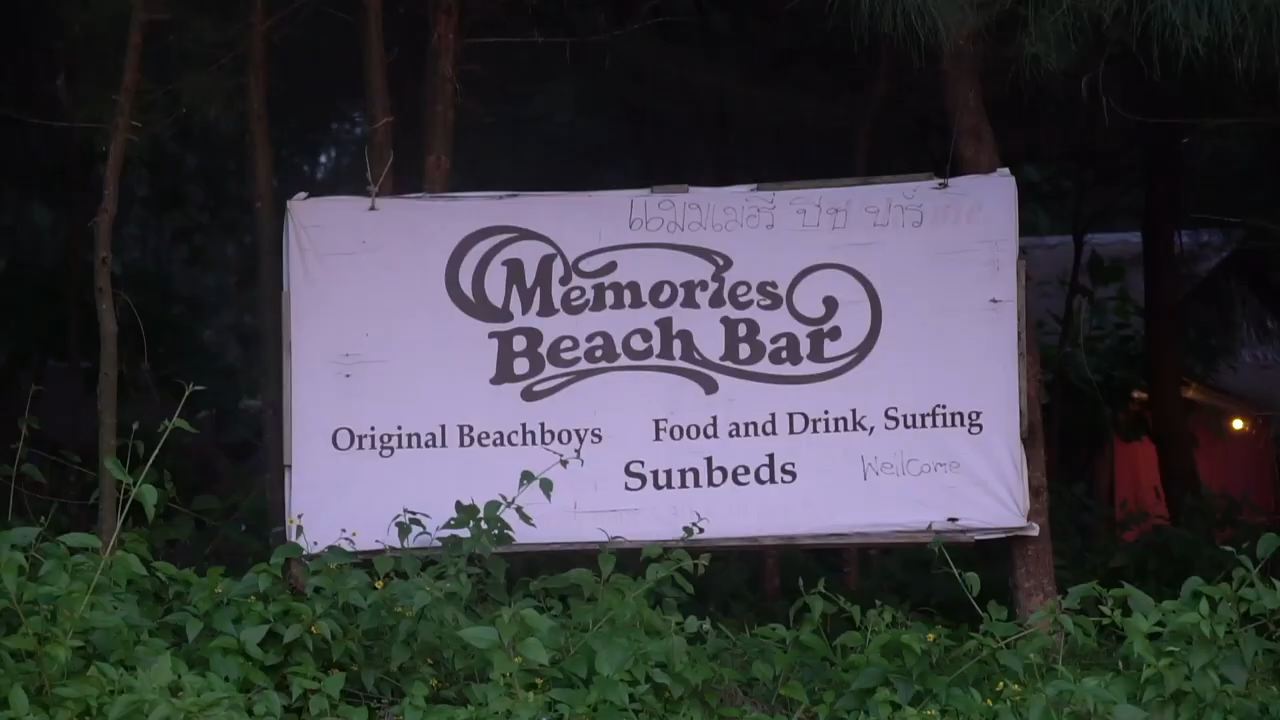 แมมเมอรี่ บีช บาร์
Memories
Beach Bar
Original Beachboys
Food and Drink, Surfing
Sunbeds
Weilcome